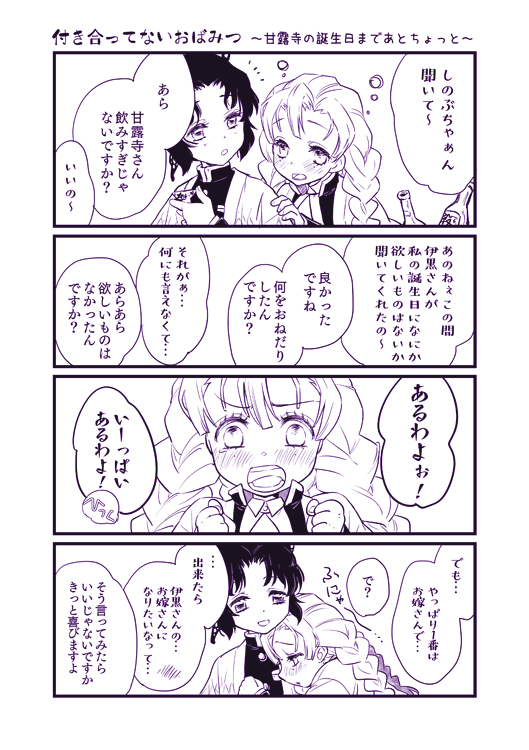 付き合ってないおばみつ ～甘露寺の誕生日まであとちょっと～
しのぶちゃぁん
聞いて～
あら
甘露寺さん
飲みすぎじゃ
ないですか？
いいの～
あのねぇこの間
伊黒さんが
私の誕生日になにか
欲しいものはないか
聞いてくれたの～
良かった
ですね
何をおねだり
したん
ですか？
それがぁ…
何にも言えなくて…
あらあら
欲しいものは
なかったん
ですか？
あるわよぉ！
いーっぱい
あるわよ！
でも…
やっぱり1番は
お嫁さんで…
で？
ふにゃ
…
出来たら
伊黒さんの…
お嫁さんに
なりたいなって…
そう言ってみたら
いいじゃないですか
きっと喜びますよ